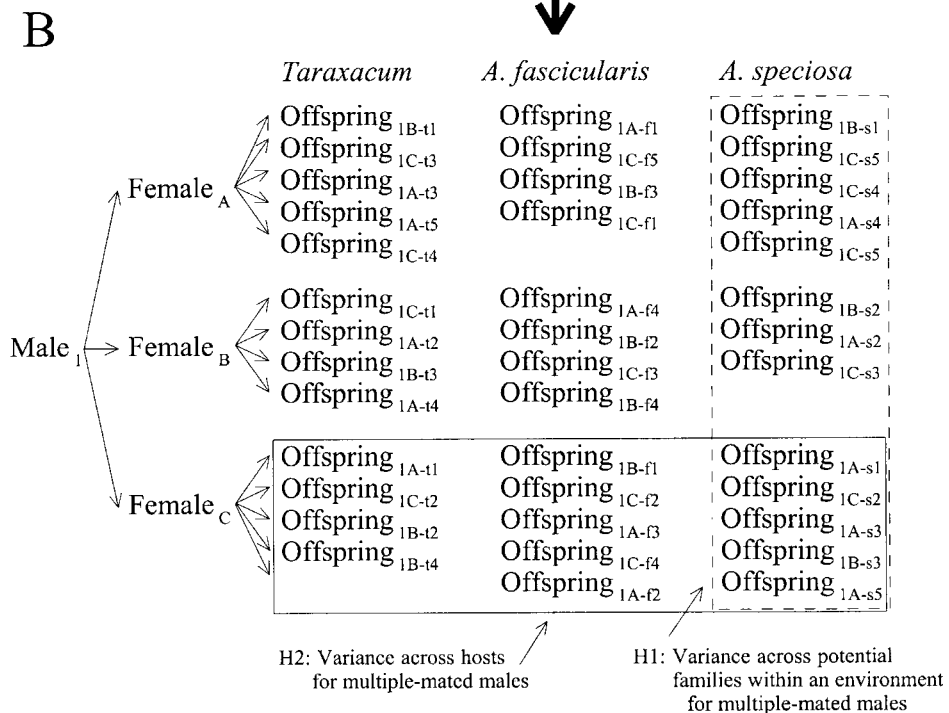 B
Taraxacum A. fascicularis A. speciosa
Offspring 1B-t1 Offspring 1A-f1 Offspring 1B-s1
Offspring 1C-t3 Offspring 1C-f5 Offspring 1C-s5
Female A Offspring 1A-t3 Offspring 1B-f3 Offspring 1C-s4
Offspring 1A-t5 Offspring 1C-f1 Offspring 1A-s4
Offspring 1C-t4 Offspring 1C-s5
Offspring 1C-t1 Offspring 1A-f4 Offspring 1B-s2
Offspring 1A-t2 Offspring 1B-f2 Offspring 1A-s2
Male 1 Female B Offspring 1B-t3 Offspring 1C-f3 Offspring 1C-s3
Offspring 1A-t4 Offspring 1B-f4
Offspring 1A-t1 Offspring 1B-f1 Offspring 1A-s1
Offspring 1C-t2 Offspring 1C-f2 Offspring 1C-s2
Female C Offspring 1B-t2 Offspring 1A-f3 Offspring 1A-s3
Offspring 1B-t4 Offspring 1C-f4 Offspring 1B-s3
Offspring 1A-f2 Offspring 1A-s5
H2: Variance across hosts
for multiple-mated males
H1: Variance across potential
families within an environment
for multiple-mated males